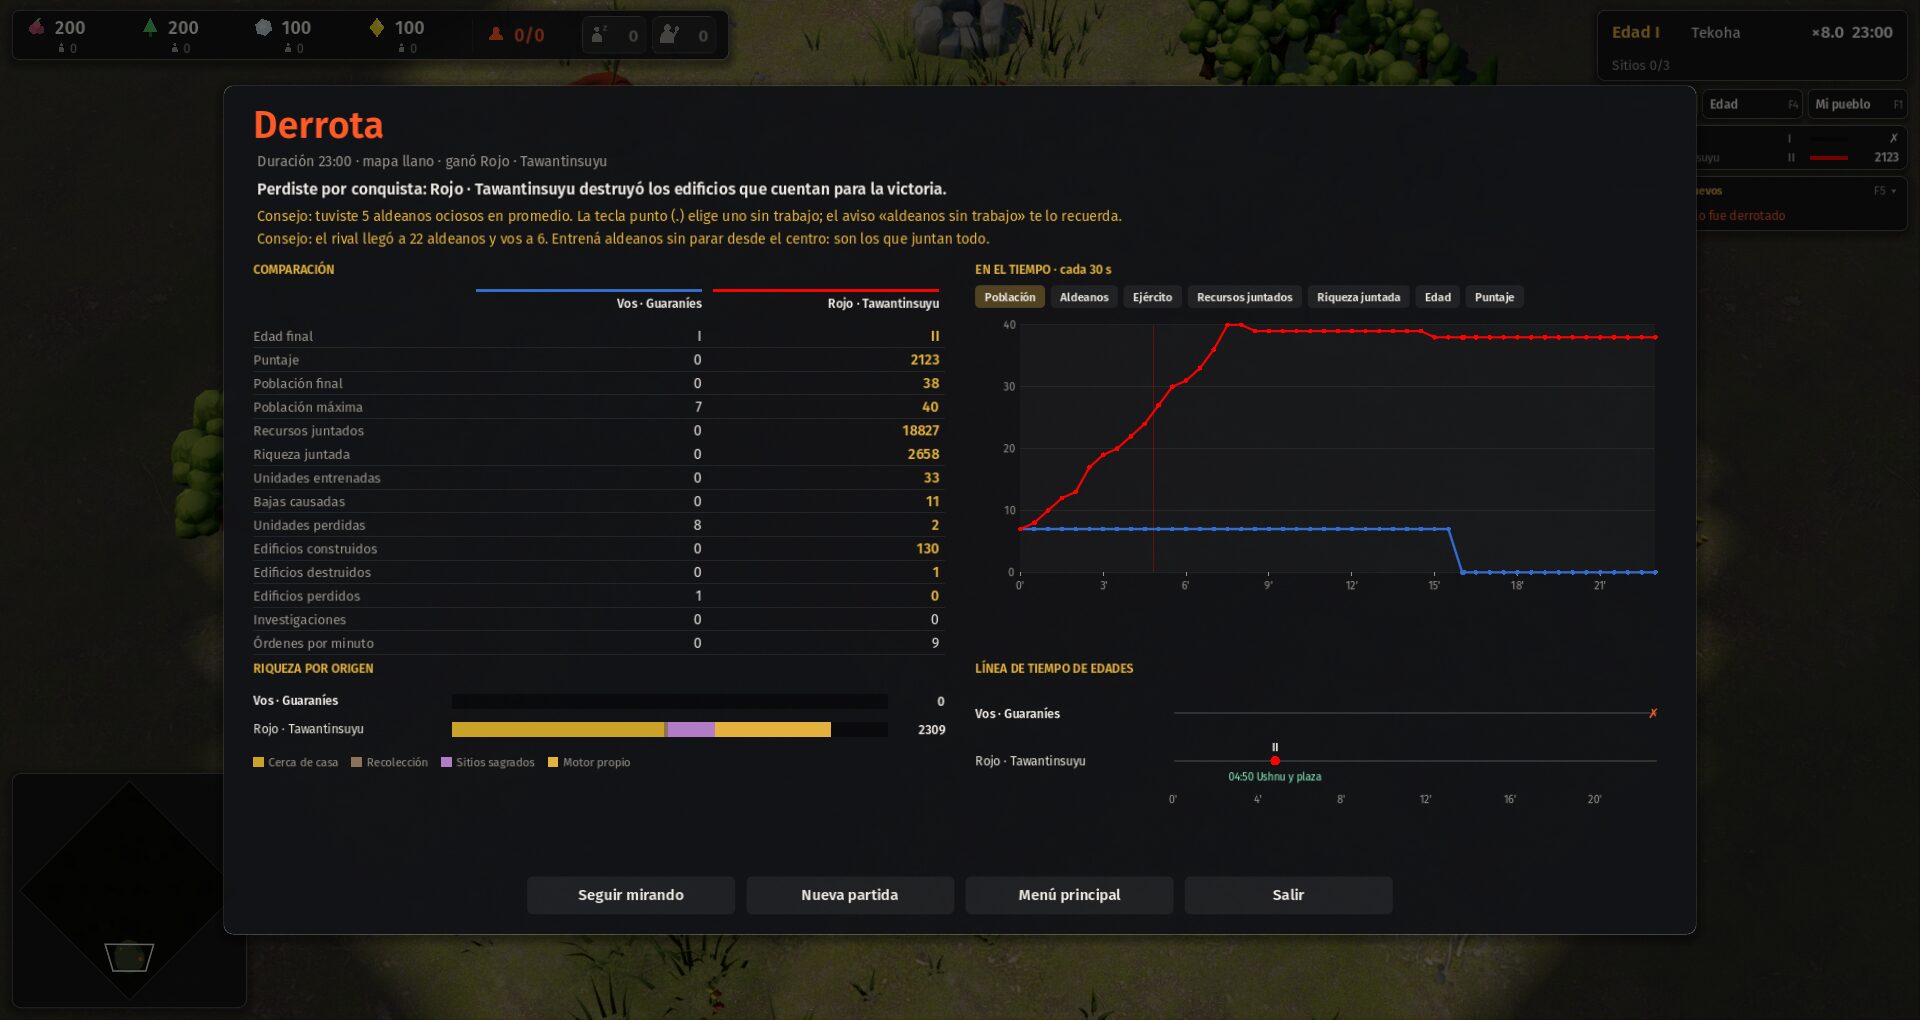 200 200 100 100 0/0 0 0
0 0 0 0
Edad I Tekoha ×8.0 23:00
Sitios 0/3
Edad F4 Mi pueblo F1
I ✗
suyu II 2123
evos F5 ▾
o fue derrotado
Derrota
Duración 23:00 · mapa llano · ganó Rojo · Tawantinsuyu
Perdiste por conquista: Rojo · Tawantinsuyu destruyó los edificios que cuentan para la victoria.
Consejo: tuviste 5 aldeanos ociosos en promedio. La tecla punto (.) elige uno sin trabajo; el aviso «aldeanos sin trabajo» te lo recuerda.
Consejo: el rival llegó a 22 aldeanos y vos a 6. Entrená aldeanos sin parar desde el centro: son los que juntan todo.
COMPARACIÓN
Vos · Guaraníes Rojo · Tawantinsuyu
Edad final I II
Puntaje 0 2123
Población final 0 38
Población máxima 7 40
Recursos juntados 0 18827
Riqueza juntada 0 2658
Unidades entrenadas 0 33
Bajas causadas 0 11
Unidades perdidas 8 2
Edificios construidos 0 130
Edificios destruidos 0 1
Edificios perdidos 1 0
Investigaciones 0 0
Órdenes por minuto 0 9
EN EL TIEMPO · cada 30 s
Población Aldeanos Ejército Recursos juntados Riqueza juntada Edad Puntaje
40
30
20
10
0
0' 3' 6' 9' 12' 15' 18' 21'
RIQUEZA POR ORIGEN
Vos · Guaraníes 0
Rojo · Tawantinsuyu 2309
Cerca de casa Recolección Sitios sagrados Motor propio
LÍNEA DE TIEMPO DE EDADES
Vos · Guaraníes ✗
II
Rojo · Tawantinsuyu
04:50 Ushnu y plaza
0' 4' 8' 12' 16' 20'
Seguir mirando Nueva partida Menú principal Salir